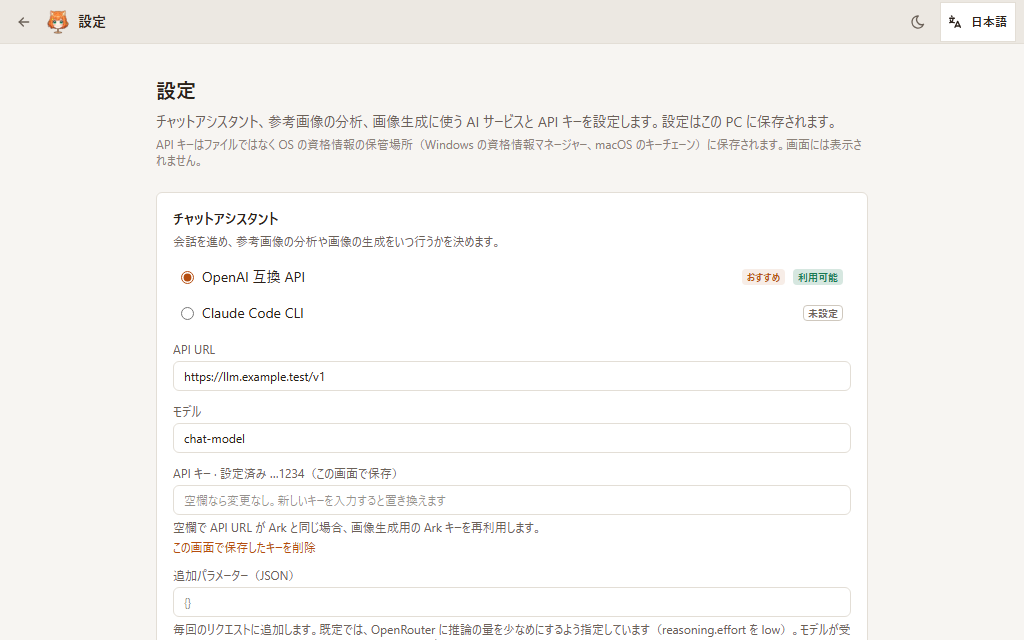 設定
日本語
設定
チャットアシスタント、参考画像の分析、画像生成に使う AI サービスと API キーを設定します。設定はこの PC に保存されます。
API キーはファイルではなく OS の資格情報の保管場所（Windows の資格情報マネージャー、macOS のキーチェーン）に保存されます。画面には表示さ
れません。
チャットアシスタント
会話を進め、参考画像の分析や画像の生成をいつ行うかを決めます。
OpenAI 互換 API おすすめ 利用可能
Claude Code CLI 未設定
API URL
https://llm.example.test/v1
モデル
chat-model
API キー · 設定済み ...1234（この画面で保存）
空欄なら変更なし。新しいキーを入力すると置き換えます
空欄で API URL が Ark と同じ場合、画像生成用の Ark キーを再利用します。
この画面で保存したキーを削除
追加パラメーター（JSON）
{}
毎回のリクエストに追加します。既定では、OpenRouter に推論の量を少なめにするよう指定しています（reasoning.effort を low）。モデルが受